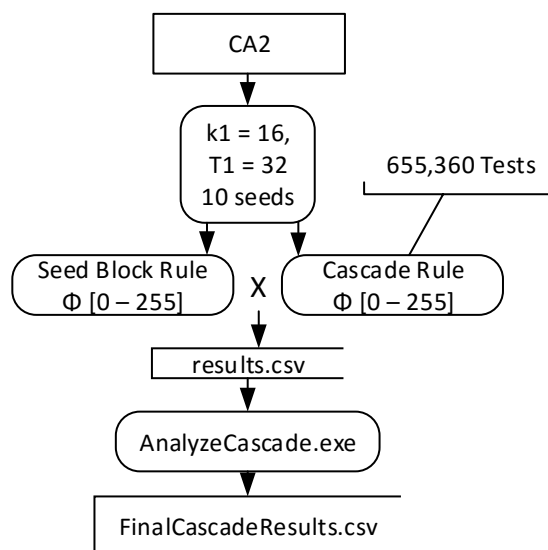 CA2
k1 = 16,
T1 = 32
10 seeds
655,360 Tests
Seed Block Rule
Φ [0 – 255]
X
Cascade Rule
Φ [0 – 255]
results.csv
AnalyzeCascade.exe
FinalCascadeResults.csv